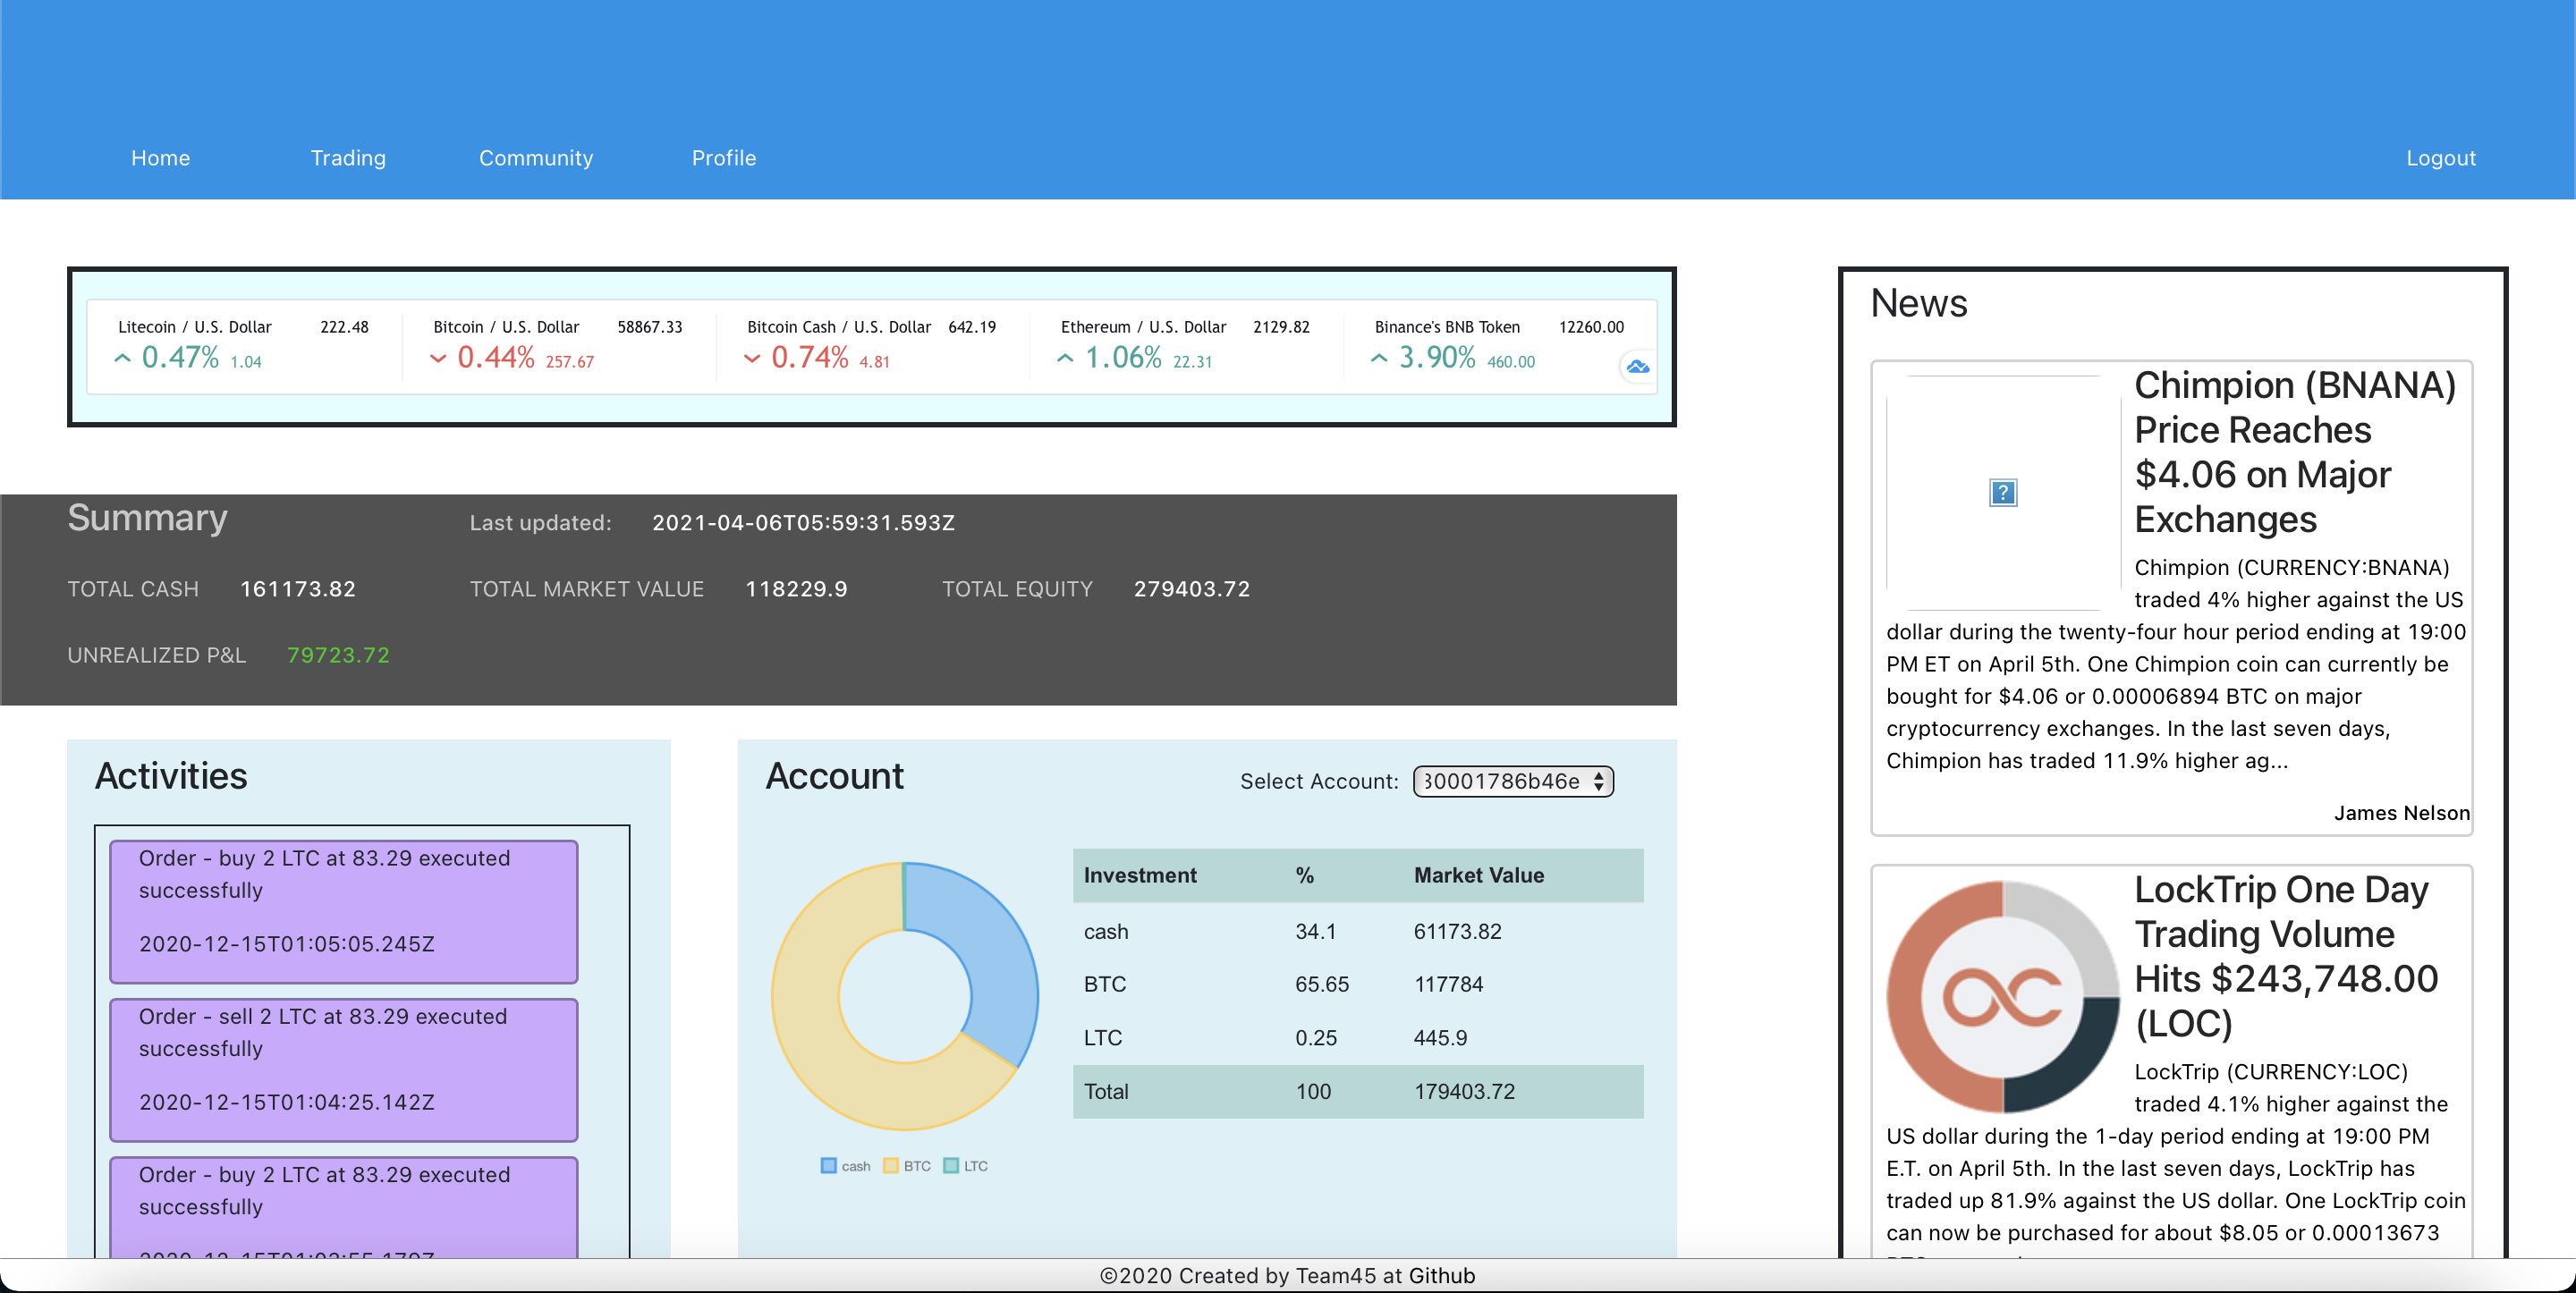 Home Trading Community Profile Logout
Litecoin / U.S. Dollar 222.48
0.47% 1.04
Bitcoin / U.S. Dollar 58867.33
0.44% 257.67
Bitcoin Cash / U.S. Dollar 642.19
0.74% 4.81
Ethereum / U.S. Dollar 2129.82
1.06% 22.31
Binance's BNB Token 12260.00
3.90% 460.00
Summary Last updated: 2021-04-06T05:59:31.593Z
TOTAL CASH 161173.82 TOTAL MARKET VALUE 118229.9 TOTAL EQUITY 279403.72
UNREALIZED P&L 79723.72
Activities
Order - buy 2 LTC at 83.29 executed
successfully
2020-12-15T01:05:05.245Z
Order - sell 2 LTC at 83.29 executed
successfully
2020-12-15T01:04:25.142Z
Order - buy 2 LTC at 83.29 executed
successfully
Account Select Account: 30001786b46e
Investment % Market Value
cash 34.1 61173.82
BTC 65.65 117784
LTC 0.25 445.9
Total 100 179403.72
cash BTC LTC
News
Chimpion (BNANA)
Price Reaches
$4.06 on Major
Exchanges
Chimpion (CURRENCY:BNANA)
traded 4% higher against the US
dollar during the twenty-four hour period ending at 19:00
PM ET on April 5th. One Chimpion coin can currently be
bought for $4.06 or 0.00006894 BTC on major
cryptocurrency exchanges. In the last seven days,
Chimpion has traded 11.9% higher ag...
James Nelson
LockTrip One Day
Trading Volume
Hits $243,748.00
(LOC)
LockTrip (CURRENCY:LOC)
traded 4.1% higher against the
US dollar during the 1-day period ending at 19:00 PM
E.T. on April 5th. In the last seven days, LockTrip has
traded up 81.9% against the US dollar. One LockTrip coin
can now be purchased for about $8.05 or 0.00013673
©2020 Created by Team45 at Github